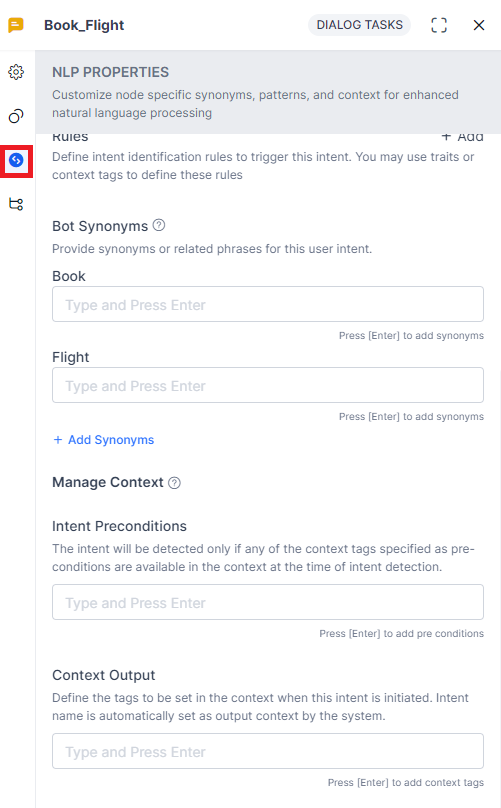 Book_Flight
DIALOG TASKS
NLP PROPERTIES
Customize node specific synonyms, patterns, and context for enhanced
natural language processing
Rules
+ Add
Define intent identification rules to trigger this intent. You may use traits or
context tags to define these rules
Bot Synonyms
Provide synonyms or related phrases for this user intent.
Book
Type and Press Enter
Press [Enter] to add synonyms
Flight
Type and Press Enter
Press [Enter] to add synonyms
+ Add Synonyms
Manage Context
Intent Preconditions
The intent will be detected only if any of the context tags specified as pre-
conditions are available in the context at the time of intent detection.
Type and Press Enter
Press [Enter] to add pre conditions
Context Output
Define the tags to be set in the context when this intent is initiated. Intent
name is automatically set as output context by the system.
Type and Press Enter
Press [Enter] to add context tags